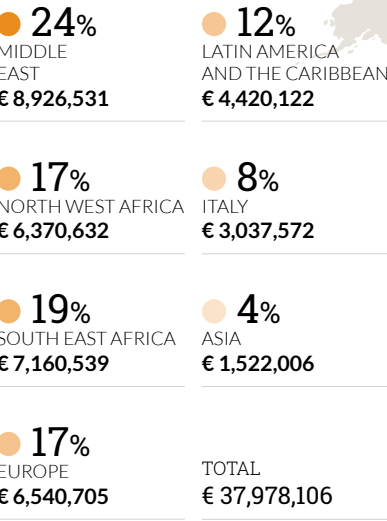 24%
MIDDLE
EAST
€ 8,926,531
17%
NORTH WEST AFRICA
€ 6,370,632
19%
SOUTH EAST AFRICA
€ 7,160,539
17%
EUROPE
€ 6,540,705
12%
LATIN AMERICA
AND THE CARIBBEAN
€ 4,420,122
8%
ITALY
€ 3,037,572
4%
ASIA
€ 1,522,006
TOTAL
€ 37,978,106